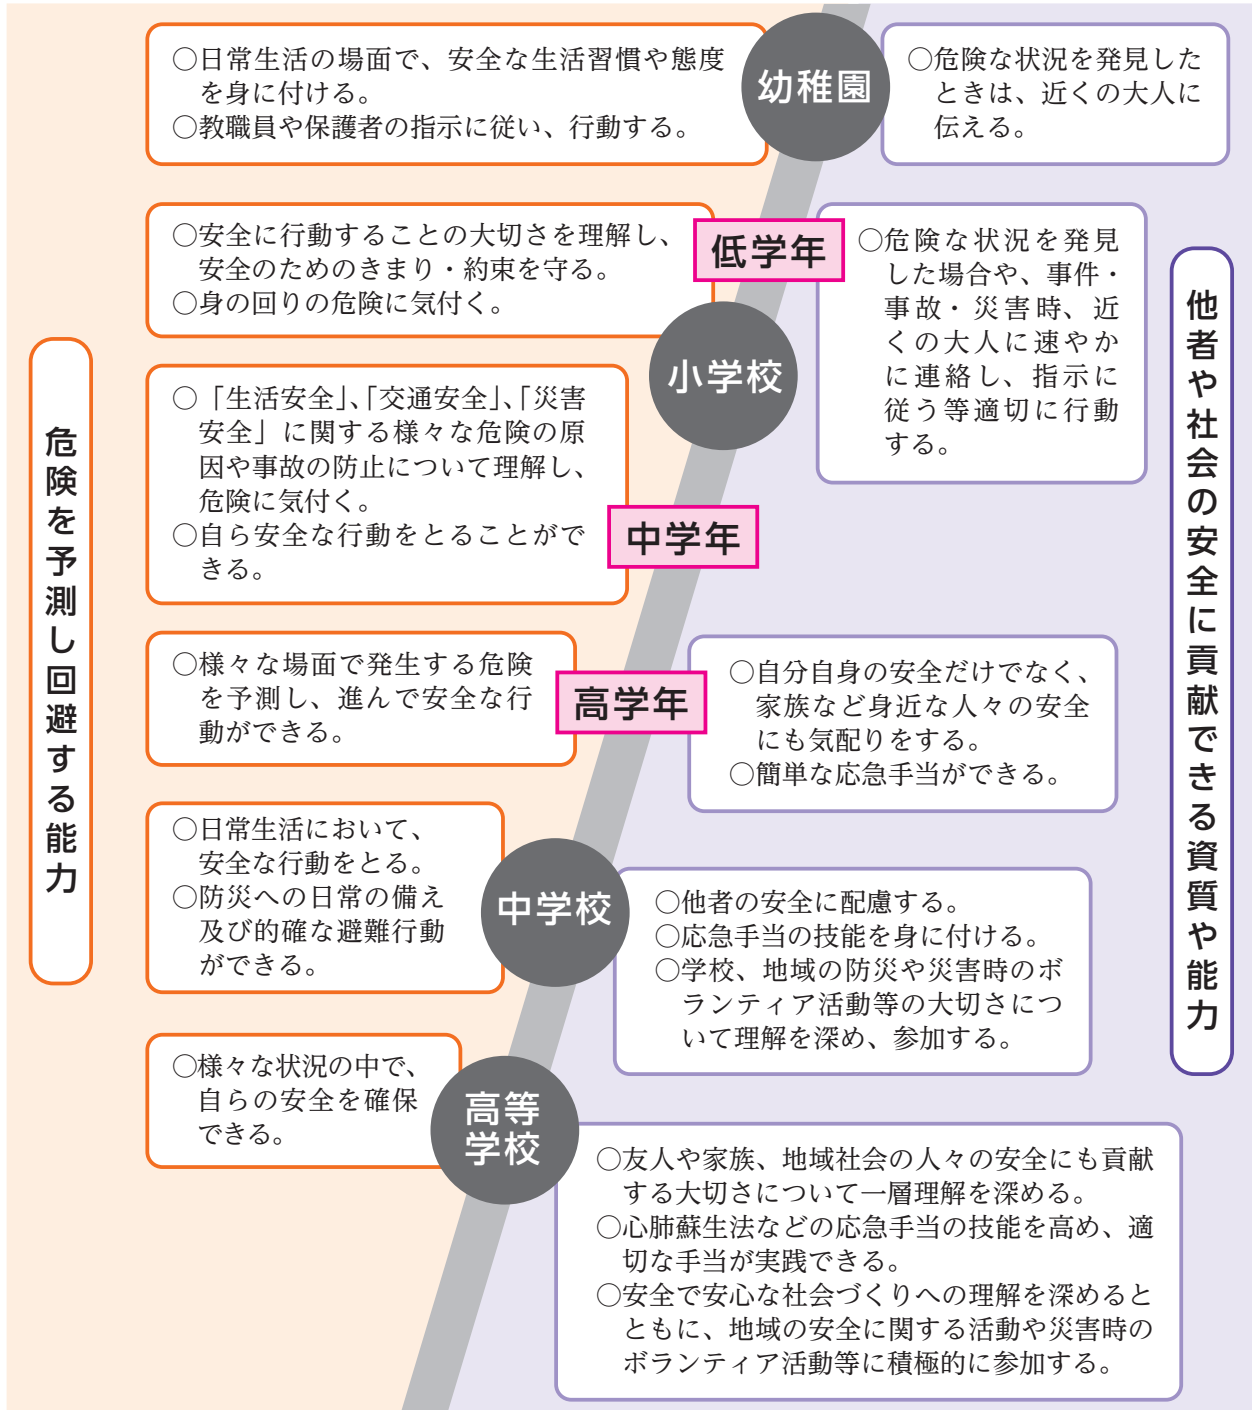 ○日常生活の場面で、安全な生活習慣や態度
を身に付ける。
○教職員や保護者の指示に従い、行動する。
幼稚園
○危険な状況を発見した
ときは、近くの大人に
伝える。
○安全に行動することの大切さを理解し、
安全のためのきまり・約束を守る。
○身の回りの危険に気付く。
低学年
○危険な状況を発見
した場合や、事件・
事故・災害時、近
くの大人に速やか
に連絡し、指示に
従う等適切に行動
する。
小学校
○「生活安全」、「交通安全」、「災害
安全」に関する様々な危険の原
因や事故の防止について理解し、
危険に気付く。
○自ら安全な行動をとることがで
きる。
中学年
○様々な場面で発生する危険
を予測し、進んで安全な行
動ができる。
高学年
○自分自身の安全だけでなく、
家族など身近な人々の安全
にも気配りをする。
○簡単な応急手当ができる。
○日常生活において、
安全な行動をとる。
○防災への日常の備え
及び的確な避難行動
ができる。
中学校
○他者の安全に配慮する。
○応急手当の技能を身に付ける。
○学校、地域の防災や災害時のボ
ランティア活動等の大切さにつ
いて理解を深め、参加する。
○様々な状況の中で、
自らの安全を確保
できる。
高等
学校
○友人や家族、地域社会の人々の安全にも貢献
する大切さについて一層理解を深める。
○心肺蘇生法などの応急手当の技能を高め、適
切な手当が実践できる。
○安全で安心な社会づくりへの理解を深めると
ともに、地域の安全に関する活動や災害時の
ボランティア活動等に積極的に参加する。
危険を予測し回避する能力
他者や社会の安全に貢献できる資質や能力